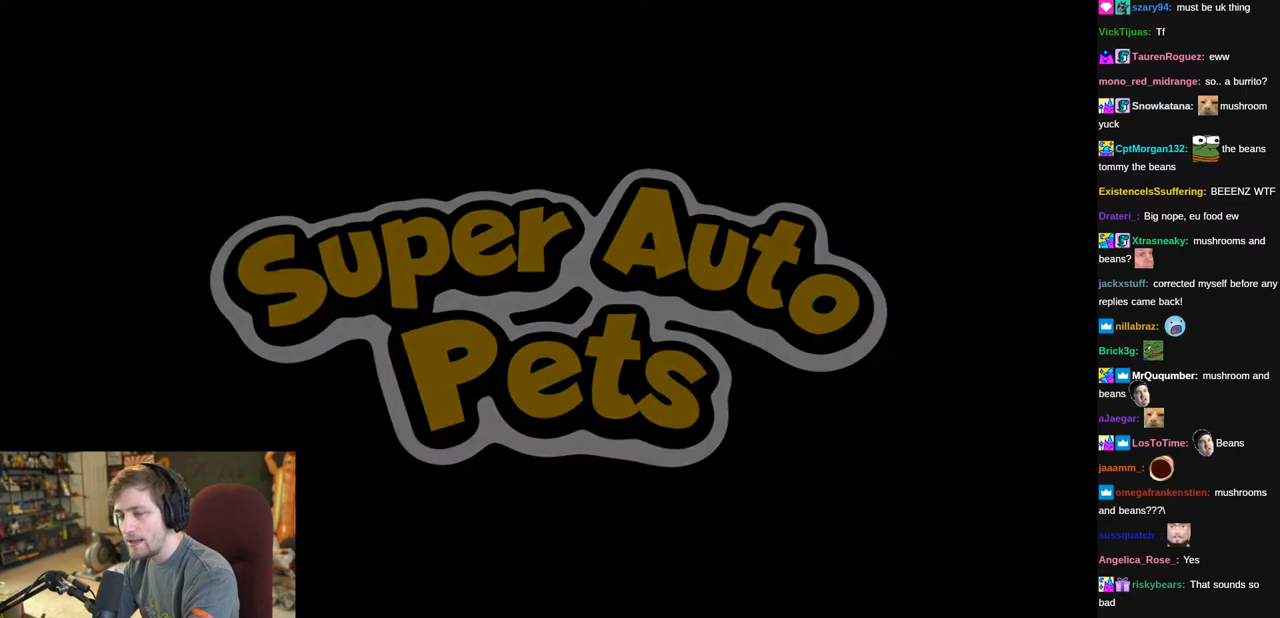 Super Auto
Pets
szary94: must be uk thing
VickTijuas: Tf
TaurenRoguez: eww
mono_red_midrange: so.. a burrito?
Snowkatana: mushroom
yuck
CptMorgan132: the beans
tommy the beans
ExistenceIsSsuffering: BEEENZ WTF
Drateri_: Big nope, eu food ew
Xtrasneaky: mushrooms and
beans?
jackxstuff: corrected myself before any
replies came back!
nillabraz:
Brick3g:
MrQuqumber: mushroom and
beans
aJaegar:
LosToTime: Beans
jaaamm_:
omegafrankenstien: mushrooms
and beans???\
sussquatch_:
Angelica_Rose_: Yes
riskybears: That sounds so
bad